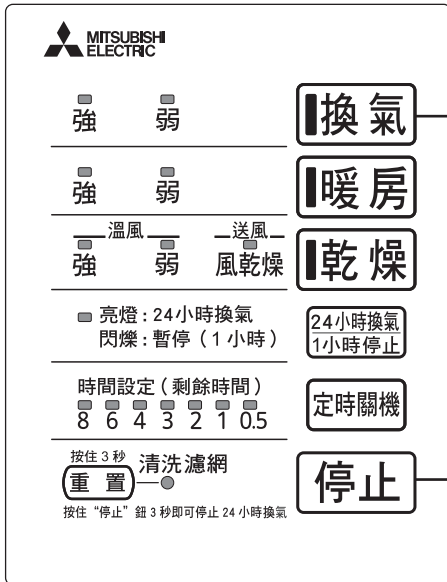 MITSUBISHI
ELECTRIC
強 弱 換氣
強 弱 暖房
溫風 送風
強 弱 風乾燥 乾燥
亮燈：24小時換氣
閃爍：暫停（1小時）
24小時換氣
1小時停止
時間設定（剩餘時間）
8 6 4 3 2 1 0.5
定時關機
按住3秒
重置 清洗濾網
停止
按住“停止”鈕3秒即可停止24小時換氣